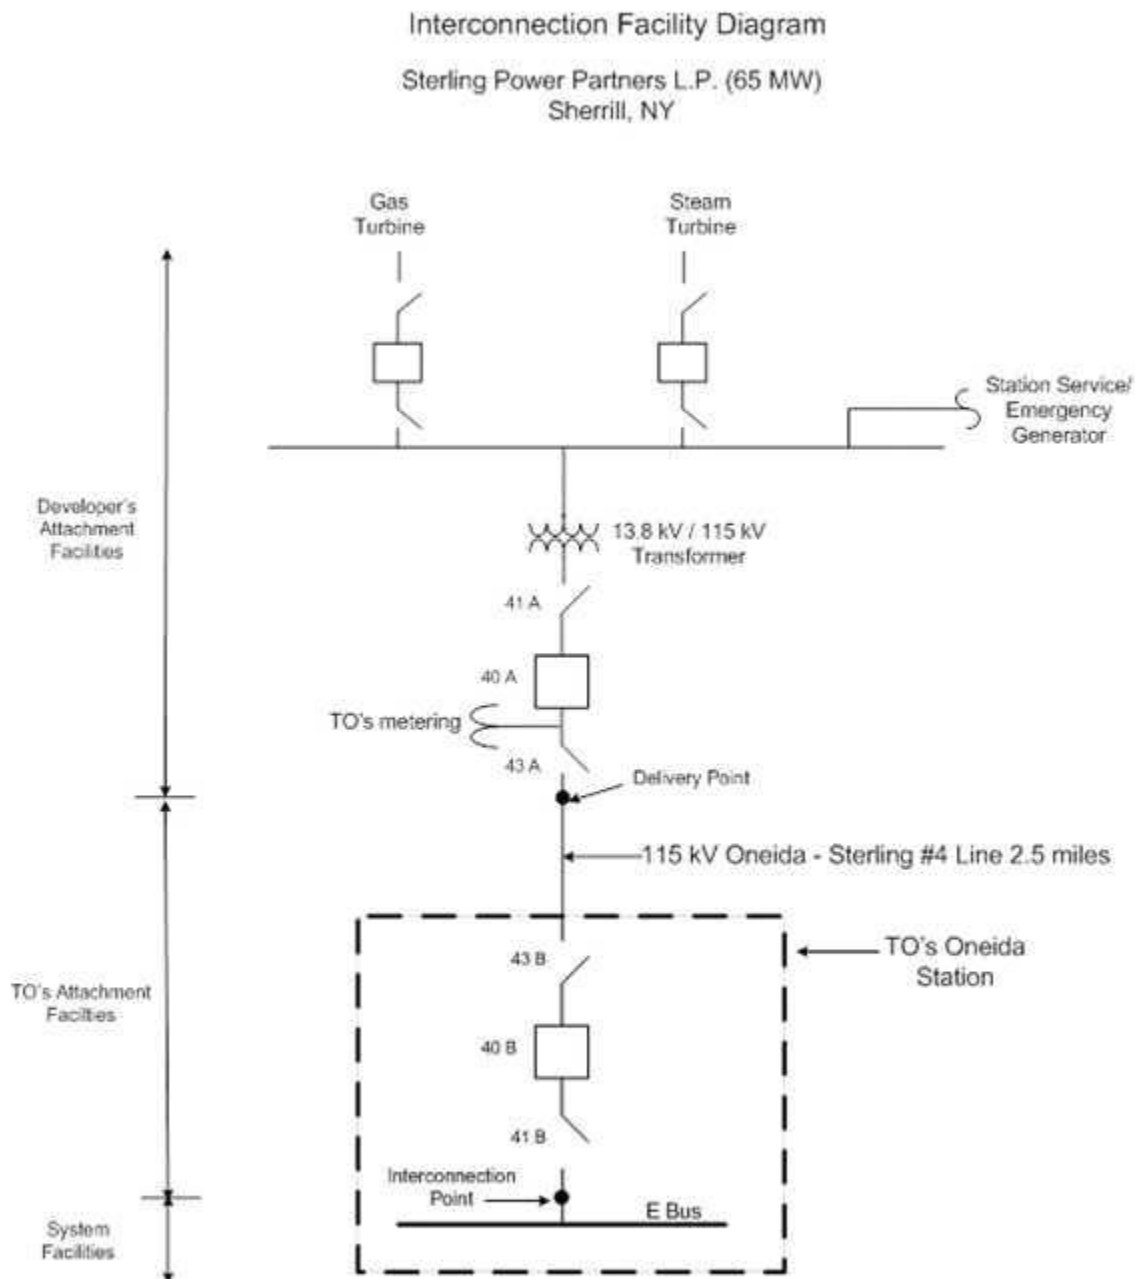 Interconnection Facility Diagram
Sterling Power Partners L.P. (65 MW)
Sherrill, NY
Gas
Turbine
Steam
Turbine
Station Service/
Emergency
Generator
Developer's
Attachment
Facilities
13.8 kV / 115 kV
Transformer
41 A
40 A
TO's metering
43 A
Delivery Point
115 kV Oneida - Sterling #4 Line 2.5 miles
TO's Oneida
Station
43 B
TO's Attachment
Facilties
40 B
41 B
Interconnection
Point
E Bus
System
Facilities